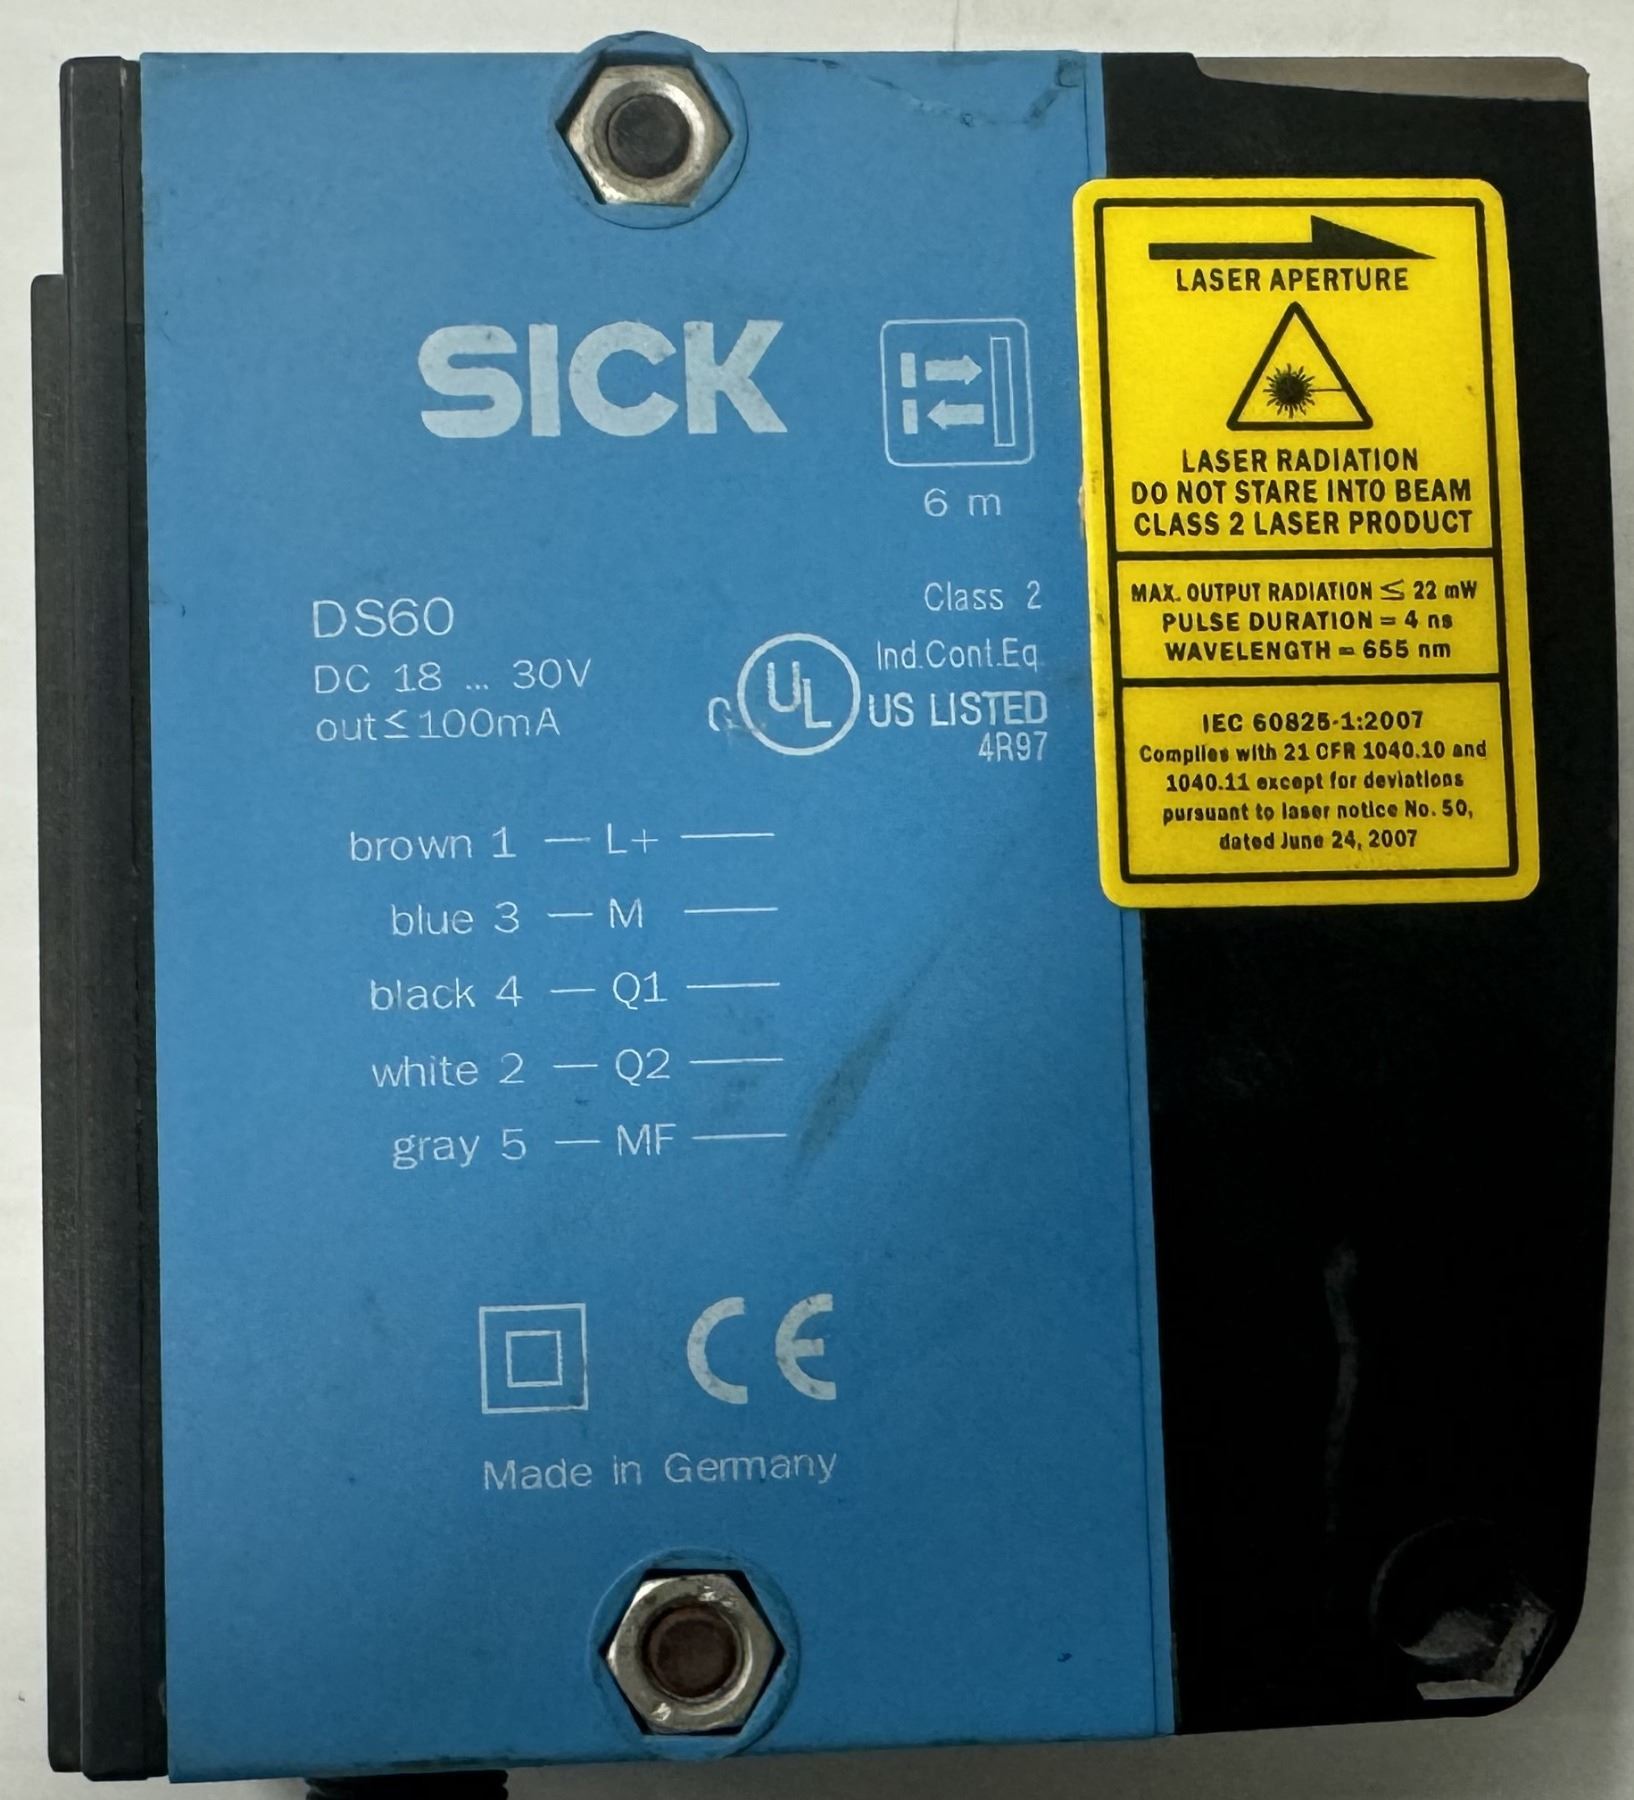 SICK
6 m
DS60
DC 18 ... 30V
out≤100mA
Class 2
Ind.Cont.Eq
C UL US LISTED
4R97
brown 1 — L+ —
blue 3 — M —
black 4 — Q1 —
white 2 — Q2 —
gray 5 — MF —
CE
Made in Germany
LASER APERTURE
LASER RADIATION
DO NOT STARE INTO BEAM
CLASS 2 LASER PRODUCT
MAX. OUTPUT RADIATION ≤ 22 mW
PULSE DURATION = 4 ns
WAVELENGTH = 655 nm
IEC 60825-1:2007
Complies with 21 CFR 1040.10 and
1040.11 except for deviations
pursuant to laser notice No. 50,
dated June 24, 2007